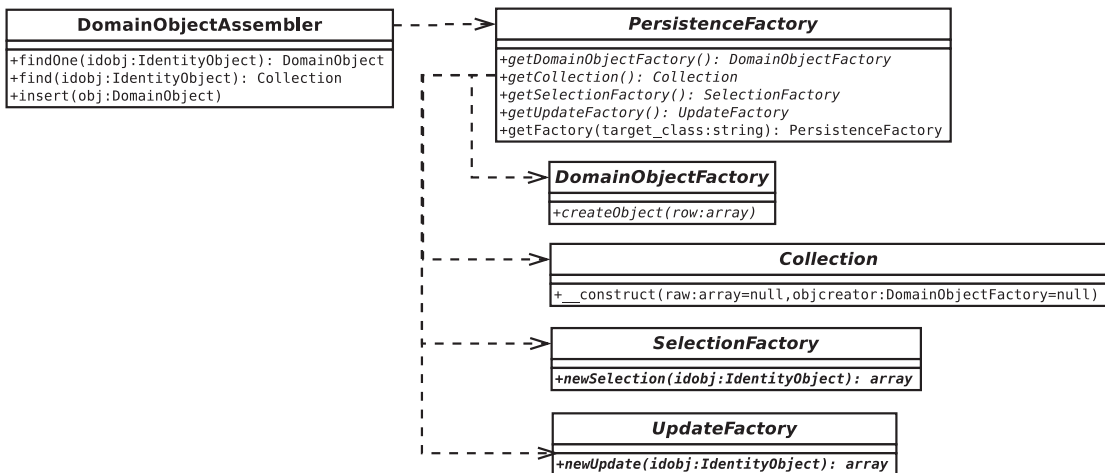 DomainObjectAssembler
+findOne(idobj:IdentityObject): DomainObject
+find(idobj:IdentityObject): Collection
+insert(obj:DomainObject)
PersistenceFactory
+getDomainObjectFactory(): DomainObjectFactory
+getCollection(): Collection
+getSelectionFactory(): SelectionFactory
+getUpdateFactory(): UpdateFactory
+getFactory(target_class:string): PersistenceFactory
DomainObjectFactory
+createObject(row:array)
Collection
+__construct(raw:array=null,objcreator:DomainObjectFactory=null)
SelectionFactory
+newSelection(idobj:IdentityObject): array
UpdateFactory
+newUpdate(idobj:IdentityObject): array